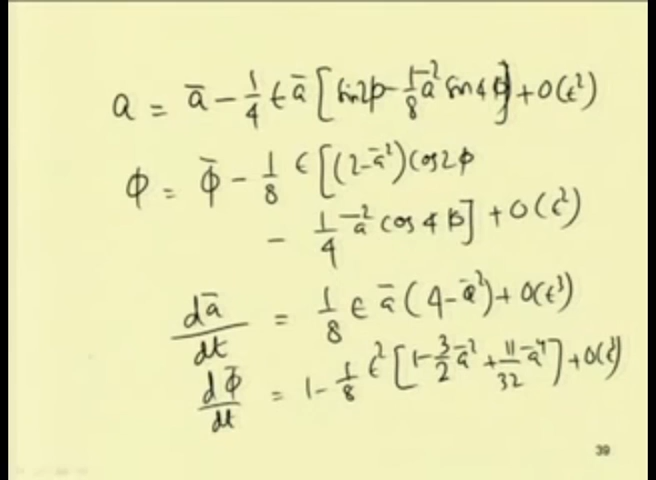 a = ā - 1/4 ϵ ā [sin2φ - 1/8 ā² sin4φ] + O(ϵ²)
φ = φ̄ - 1/8 ϵ [(2-ā²) cos2φ
- 1/4 ā² cos 4φ] + O(ϵ²)
dā/dt = 1/8 ϵ ā (4-ā²) + O(ϵ³)
dφ̄/dt = 1 - 1/8 ϵ² [1 - 3/2 ā² + 11/32 ā⁴] + O(ϵ³)
39